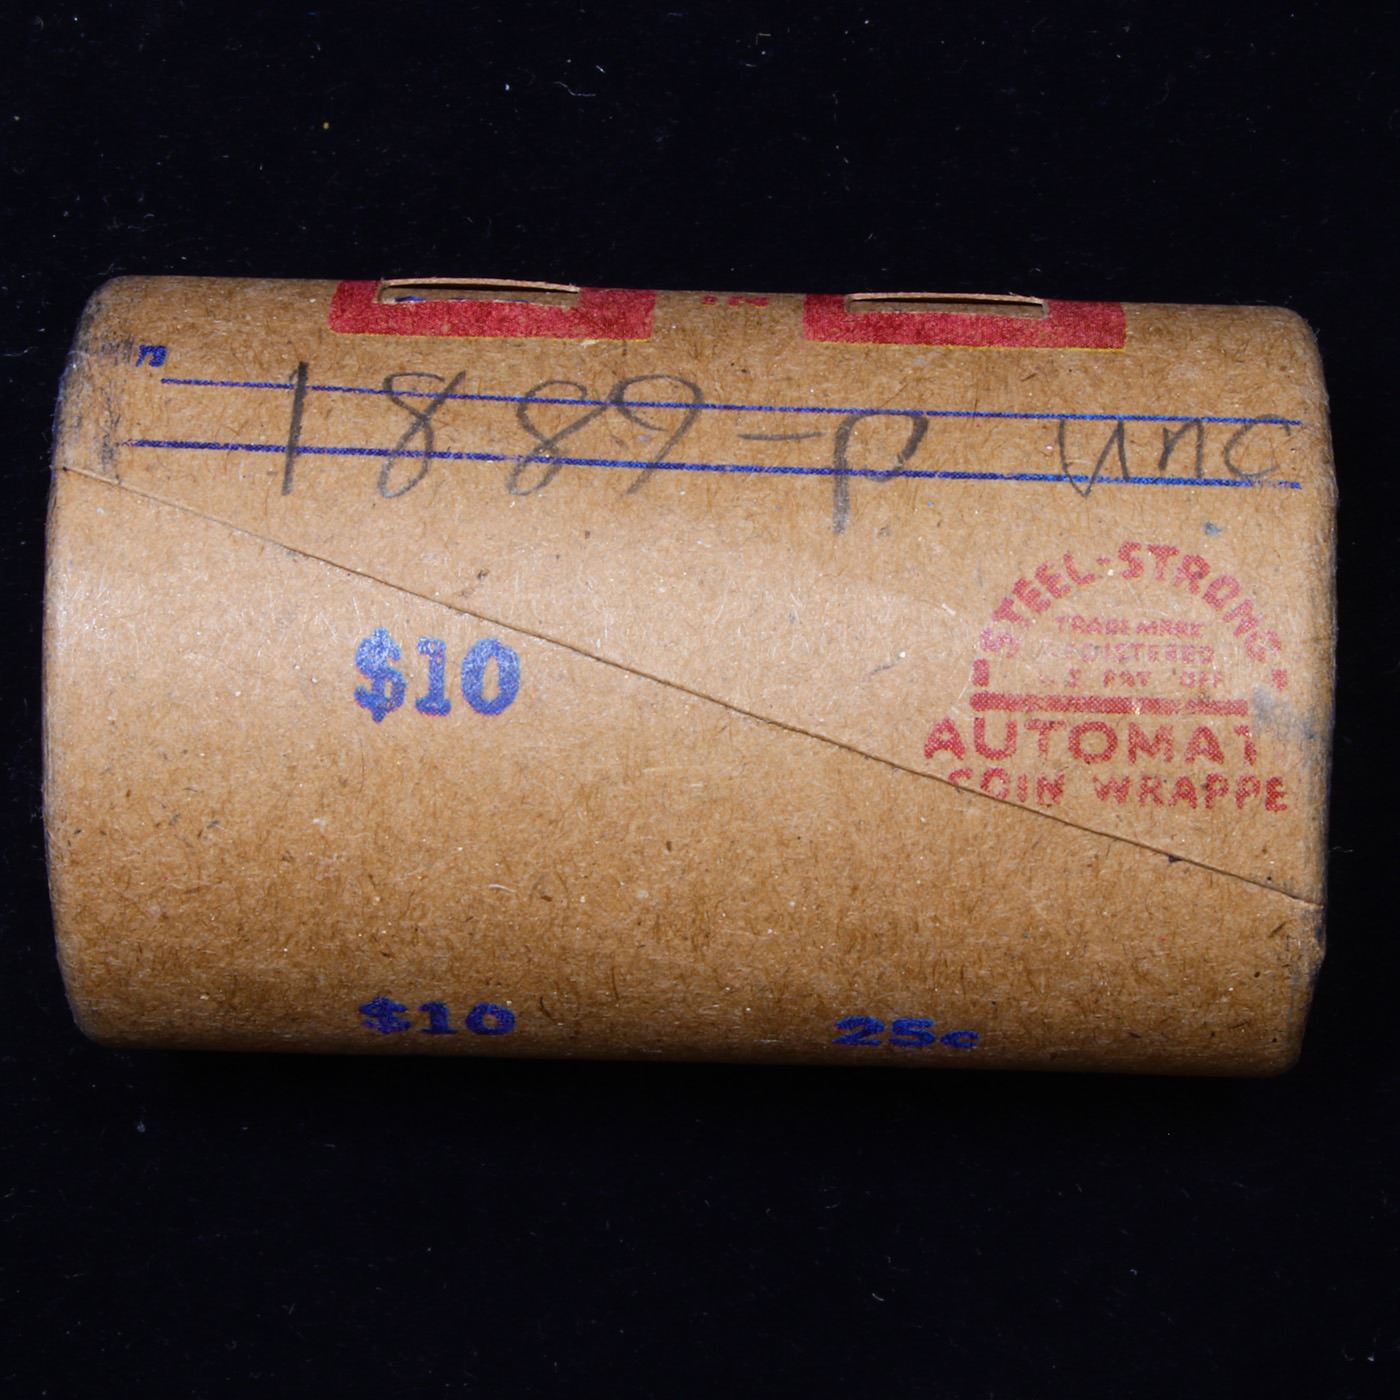 1889-P Unc
STEEL-STRONG
TRADEMARK
REGISTERED
U.S. PAT. OFF.
$10
AUTOMAT
COIN WRAPPE
$10 25c